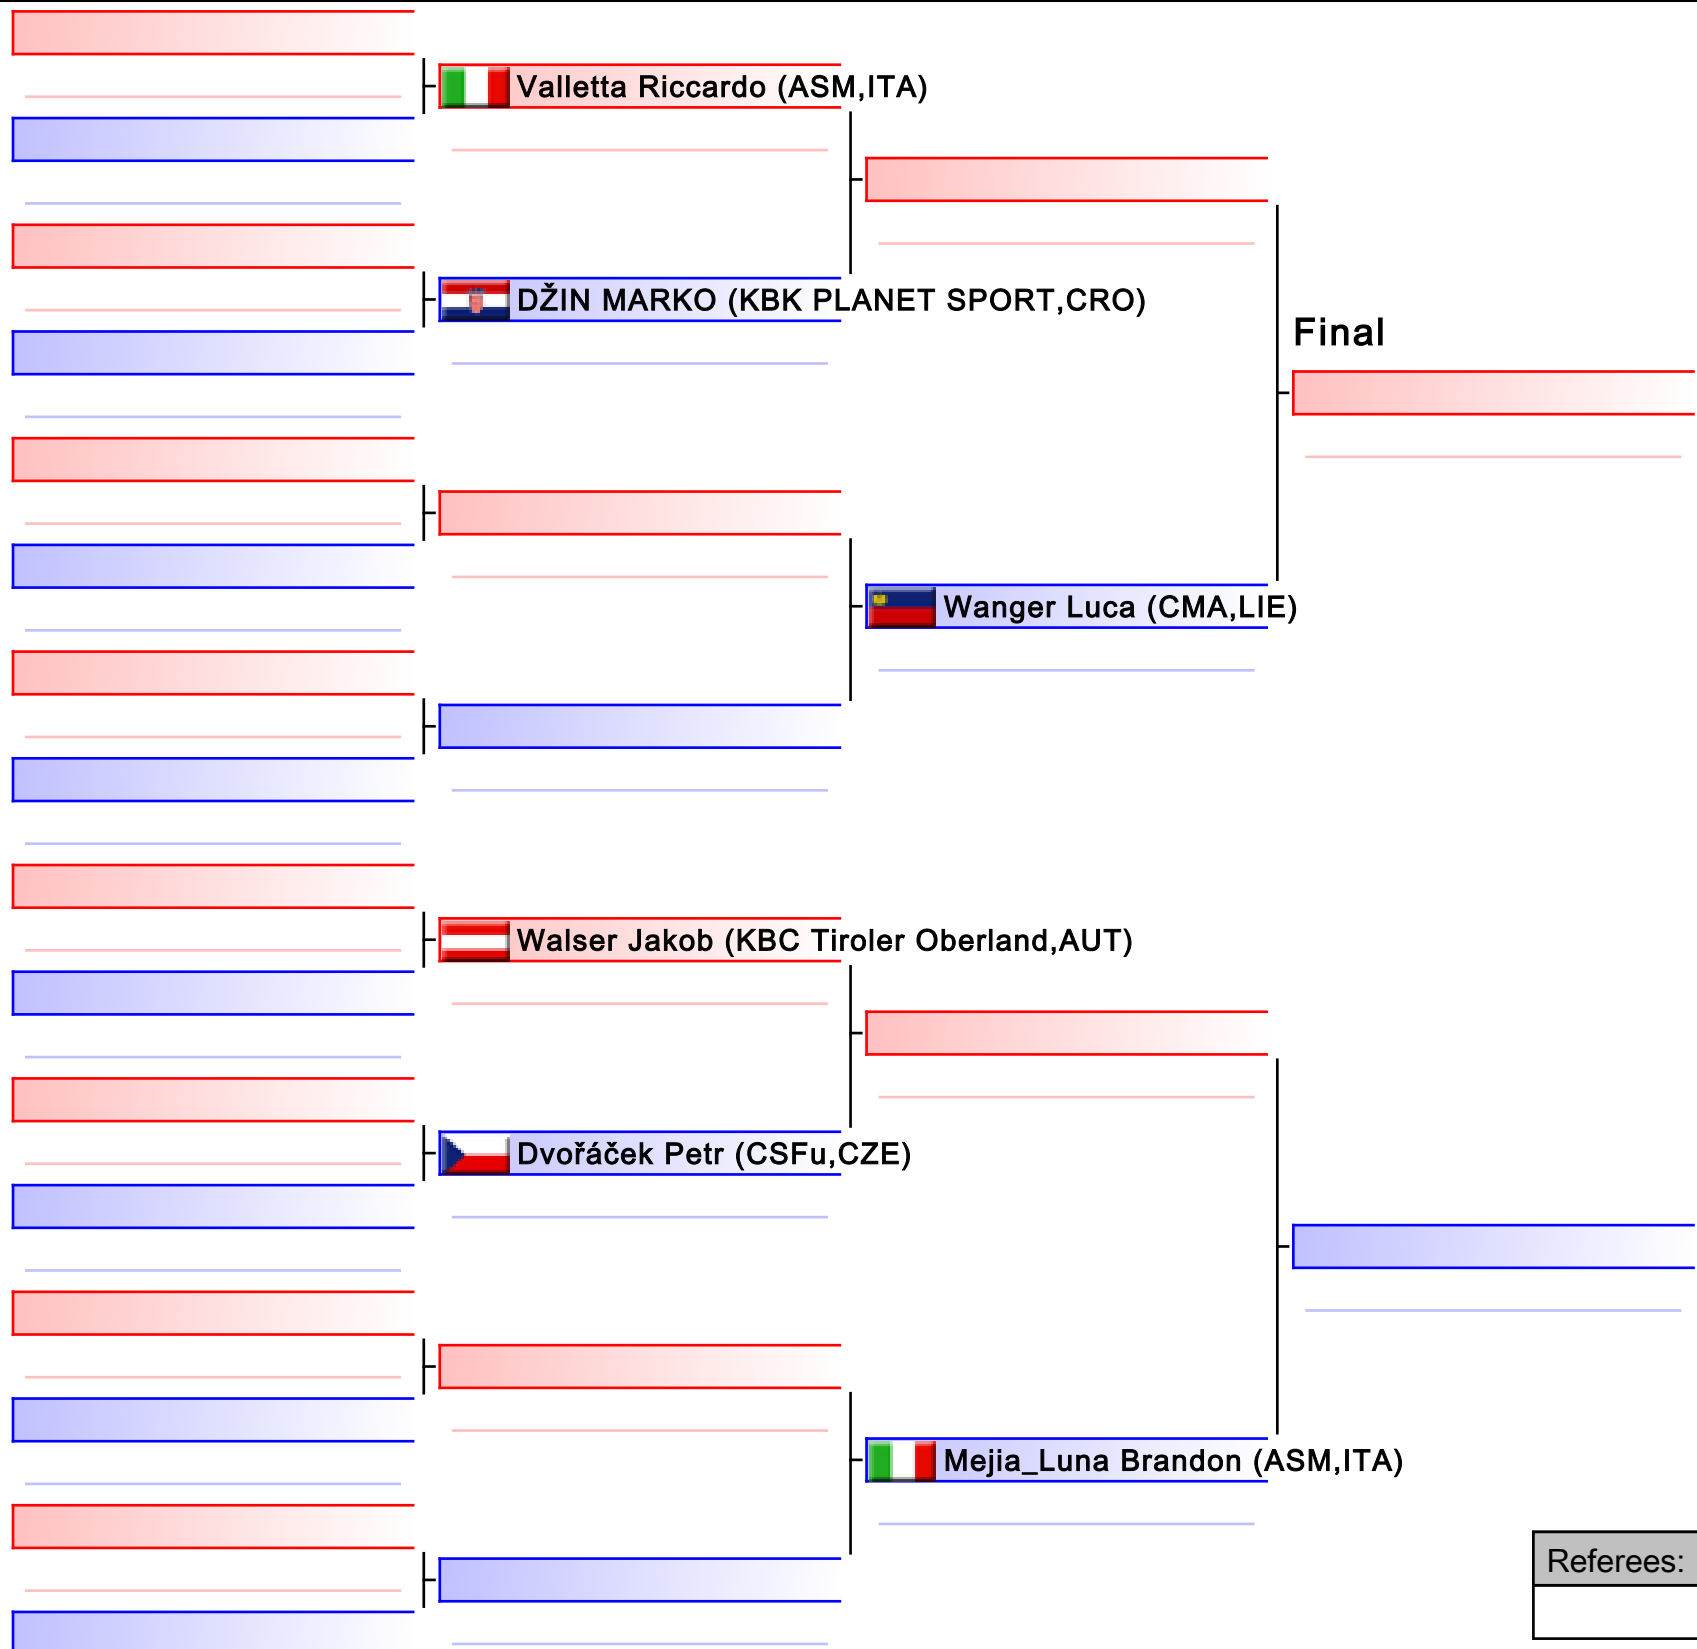 Valletta Riccardo (ASM,ITA)
DŽIN MARKO (KBK PLANET SPORT,CRO)
Final
Wanger Luca (CMA,LIE)
Walser Jakob (KBC Tiroler Oberland,AUT)
Dvořáček Petr (CSFu,CZE)
Mejia_Luna Brandon (ASM,ITA)
Referees: